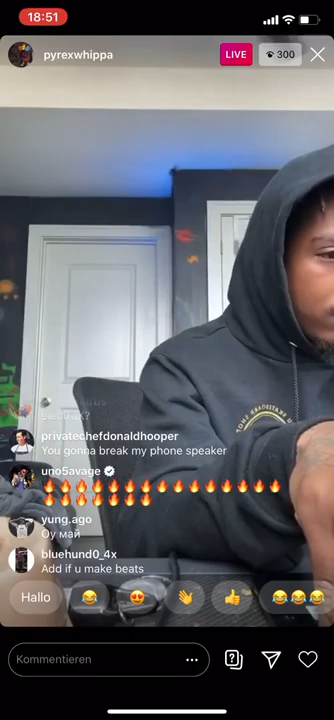 18:51
pyrexwhippa
LIVE
300
privatechefdonaldhooper
You gonna break my phone speaker
uno5avage
🔥🔥🔥🔥🔥🔥🔥🔥🔥🔥🔥🔥🔥
🔥🔥🔥🔥🔥🔥
yung.ago
Оу май
bluehund0_4x
Add if u make beats
Hallo 😂 😍 👋 👍 😂😂😂
Kommentieren